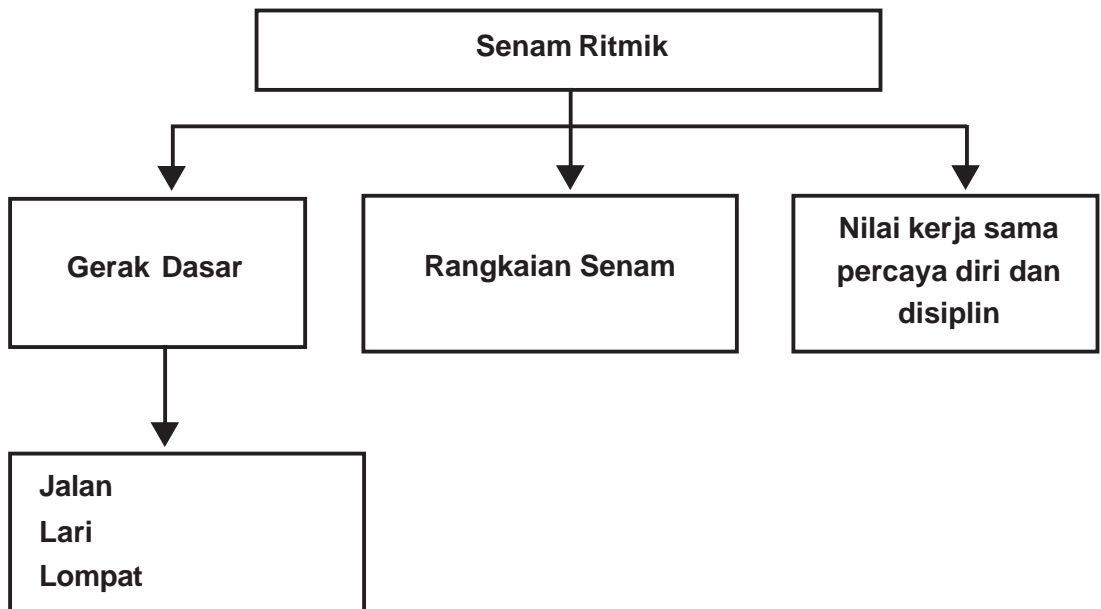 Senam Ritmik
Gerak Dasar
Rangkaian Senam
Nilai kerja sama
percaya diri dan
disiplin
Jalan
Lari
Lompat